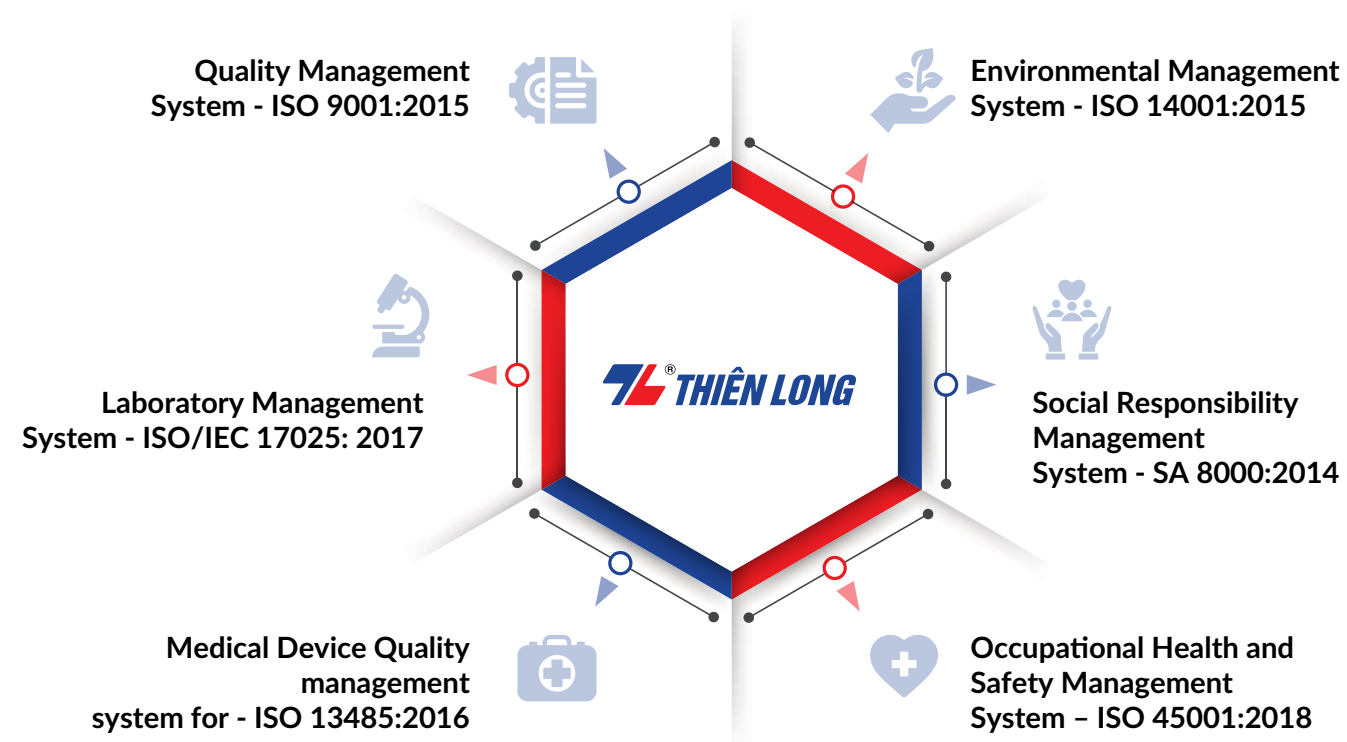 Quality Management
System - ISO 9001:2015
Environmental Management
System - ISO 14001:2015
Laboratory Management
System - ISO/IEC 17025: 2017
® THIÊN LONG
Social Responsibility
Management
System - SA 8000:2014
Medical Device Quality
management
system for - ISO 13485:2016
Occupational Health and
Safety Management
System – ISO 45001:2018